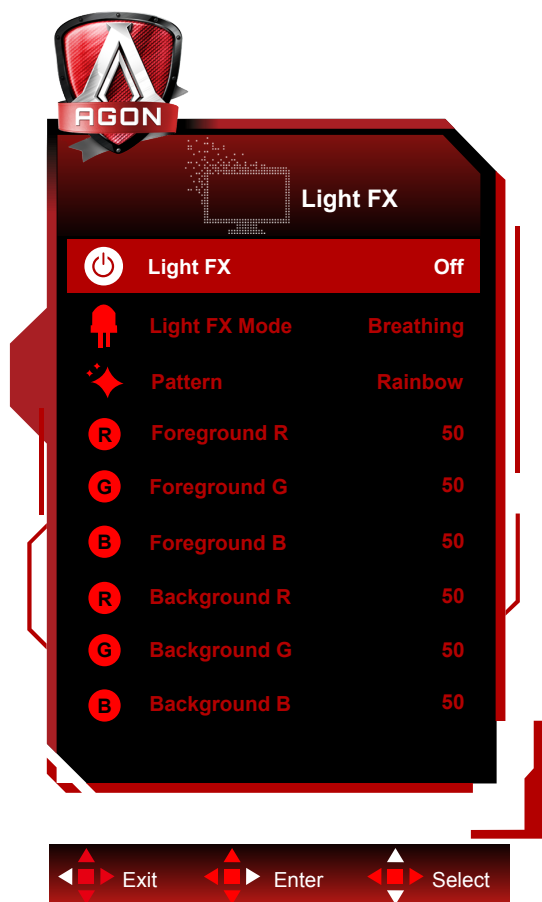 AGON
Light FX
Light FX Off
Light FX Mode Breathing
Pattern Rainbow
R Foreground R 50
G Foreground G 50
B Foreground B 50
R Background R 50
G Background G 50
B Background B 50
Exit Enter Select